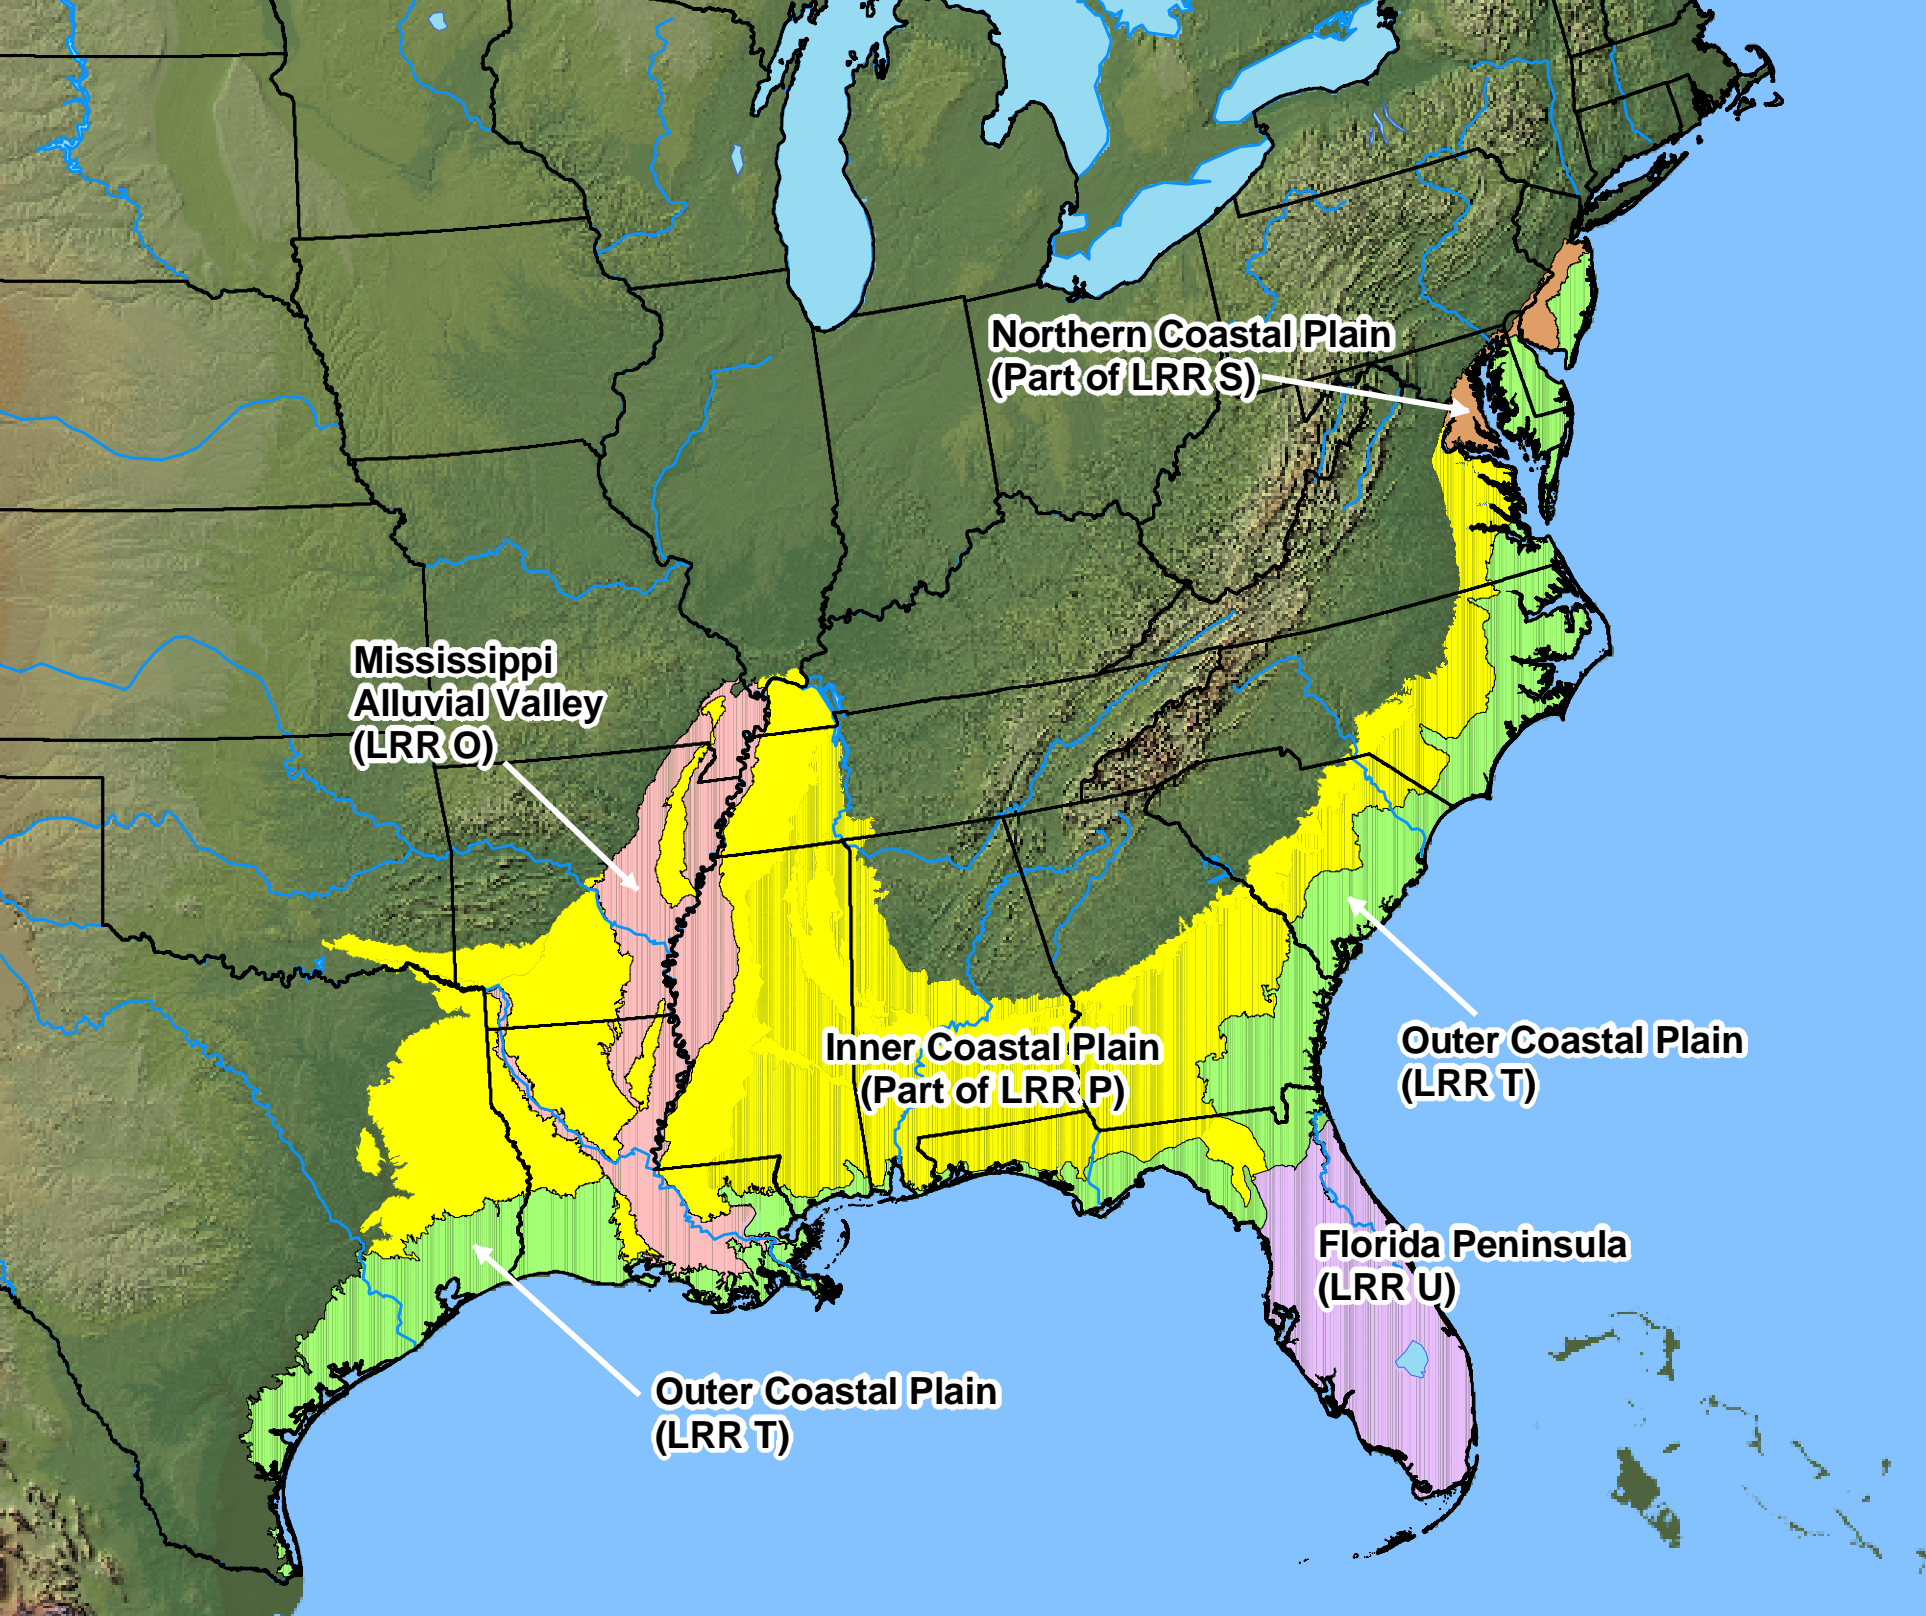 Northern Coastal Plain
(Part of LRR S)
Mississippi
Alluvial Valley
(LRR O)
Inner Coastal Plain
(Part of LRR P)
Outer Coastal Plain
(LRR T)
Florida Peninsula
(LRR U)
Outer Coastal Plain
(LRR T)